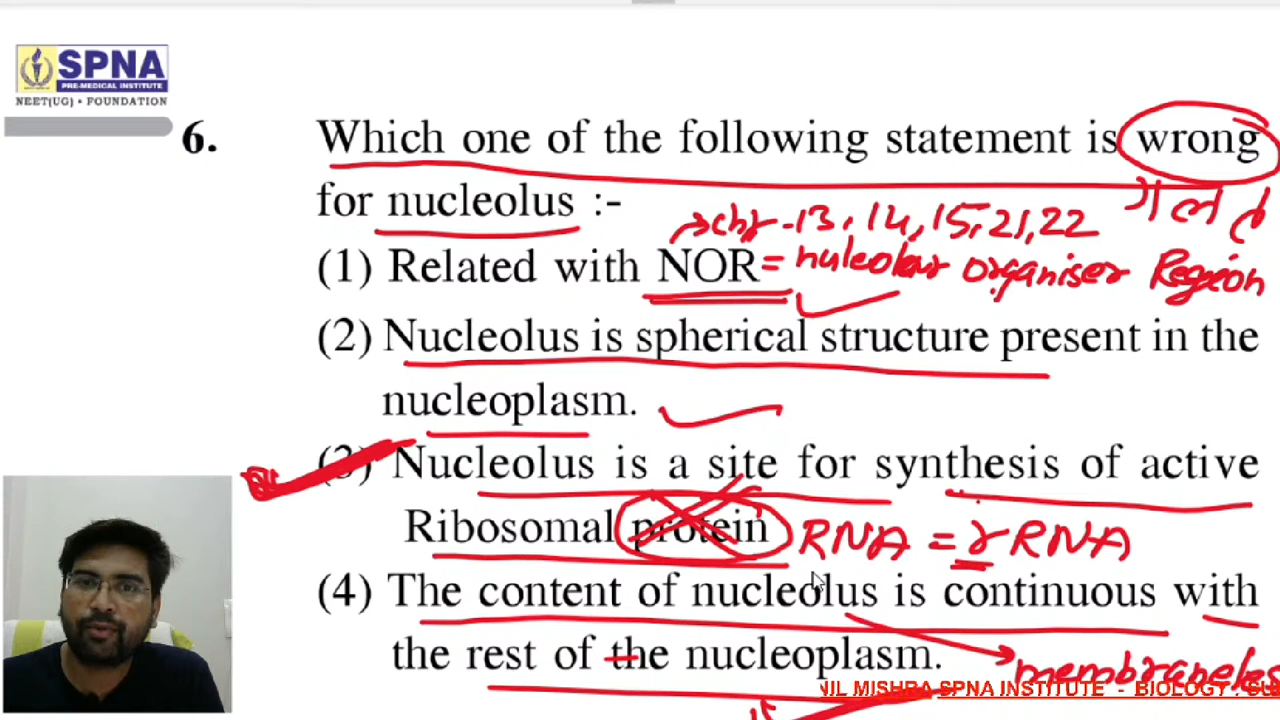 SPNA
PRE-MEDICAL INSTITUTE
NEET(UG) • FOUNDATION
6. Which one of the following statement is wrong
for nucleolus :-
→ chr - 13, 14, 15, 21, 22
(1) Related with NOR = nuleolar organiser Region
(2) Nucleolus is spherical structure present in the
nucleoplasm.
(3) Nucleolus is a site for synthesis of active
Ribosomal protein RNA = rRNA
(4) The content of nucleolus is continuous with
the rest of the nucleoplasm.
membraneles
NIL MISHRA SPNA INSTITUTE - BIOLOGY : SU